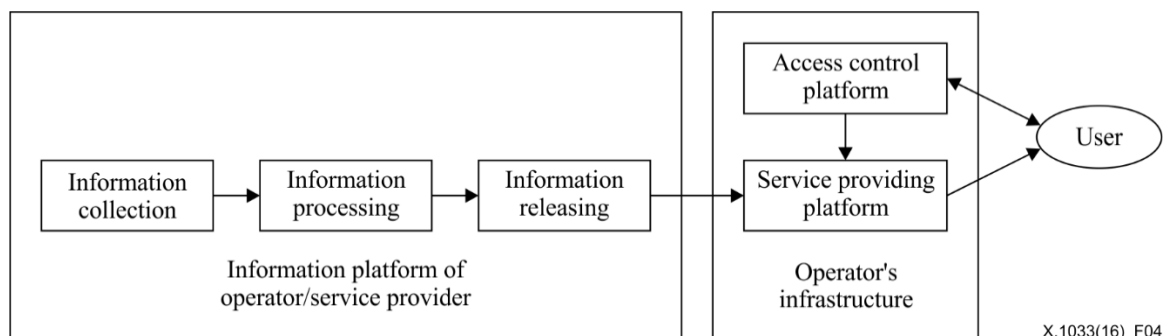 Access control
platform
User
Information
collection
Information
processing
Information
releasing
Service providing
platform
Information platform of
operator/service provider
Operator's
infrastructure
X.1033(16)_F04